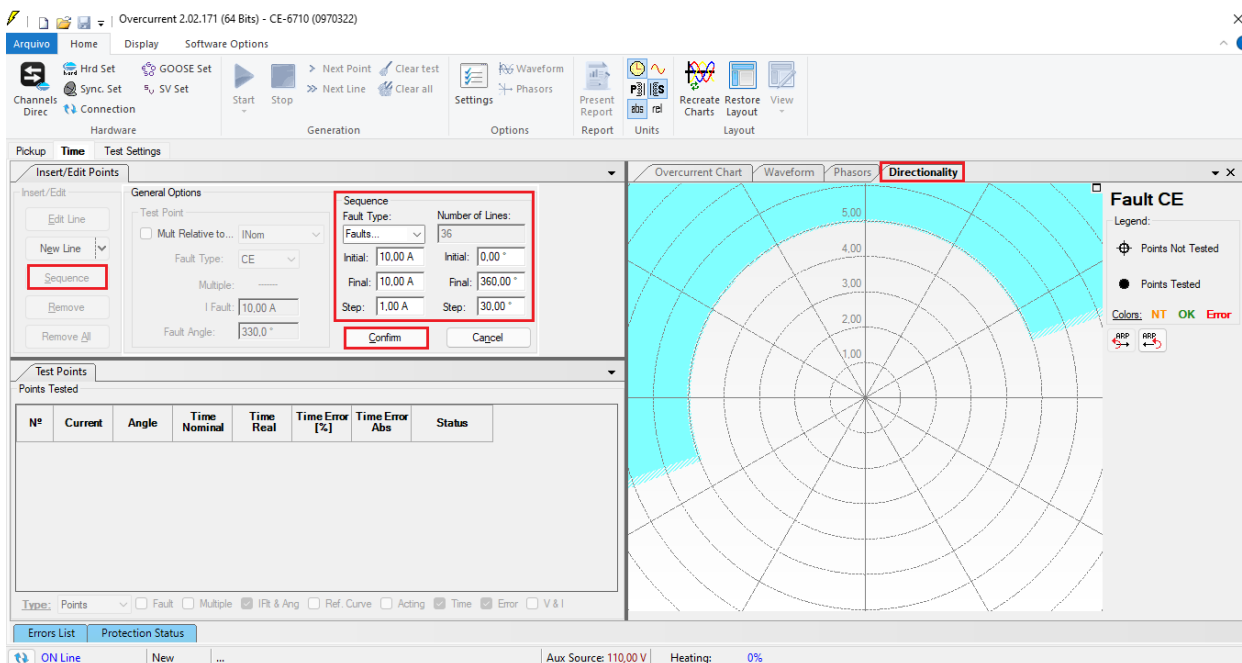 Overcurrent 2.02.171 (64 Bits) - CE-6710 (0970322)
Arquivo Home Display Software Options
Channels Direc
Hrd Set
Sync. Set
Connection
GOOSE Set
SV Set
Hardware
Start
Stop
Next Point
Next Line
Clear test
Clear all
Generation
Settings
Waveform
Phasors
Options
Present Report
Report
abs rel
Units
Recreate Charts
Restore Layout
View
Layout
Pickup Time Test Settings
Insert/Edit Points
Insert/Edit
Edit Line
New Line
Sequence
Remove
Remove All
General Options
Test Point
Mult Relative to... INom
Fault Type: CE
Multiple: -----
I Fault: 10,00 A
Fault Angle: 330,0 °
Sequence
Fault Type: Number of Lines:
Faults... 36
Initial: 10,00 A Initial: 0,00 °
Final: 10,00 A Final: 360,00 °
Step: 1,00 A Step: 30,00 °
Confirm Cancel
Test Points
Points Tested
Nº Current Angle Time Nominal Time Real Time Error [%] Time Error Abs Status
Type: Points Fault Multiple IFlt & Ang Ref. Curve Acting Time Error V & I
Overcurrent Chart Waveform Phasors Directionality
5,00
4,00
3,00
2,00
1,00
Fault CE
Legend:
Points Not Tested
Points Tested
Colors: NT OK Error
ARP ARP
Errors List Protection Status
ON Line New ... Aux Source: 110,00 V Heating: 0%